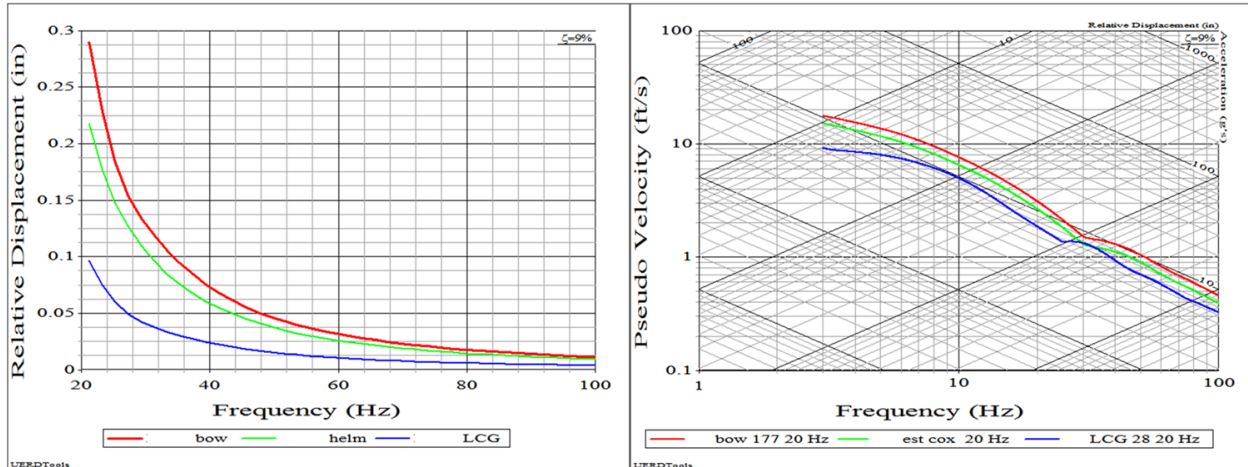 0.3
0.25
0.2
0.15
0.1
0.05
0
Relative Displacement (in)
ζ=9%
20 40 60 80 100
Frequency (Hz)
bow helm LCG
UERDTools
100
10
1
0.1
Pseudo Velocity (ft/s)
Relative Displacement (in)
ζ=9%
Acceleration (g's)
100
10
1000
100
10
1 10 100
Frequency (Hz)
bow 177 20 Hz est cox 20 Hz LCG 28 20 Hz
UERDTools